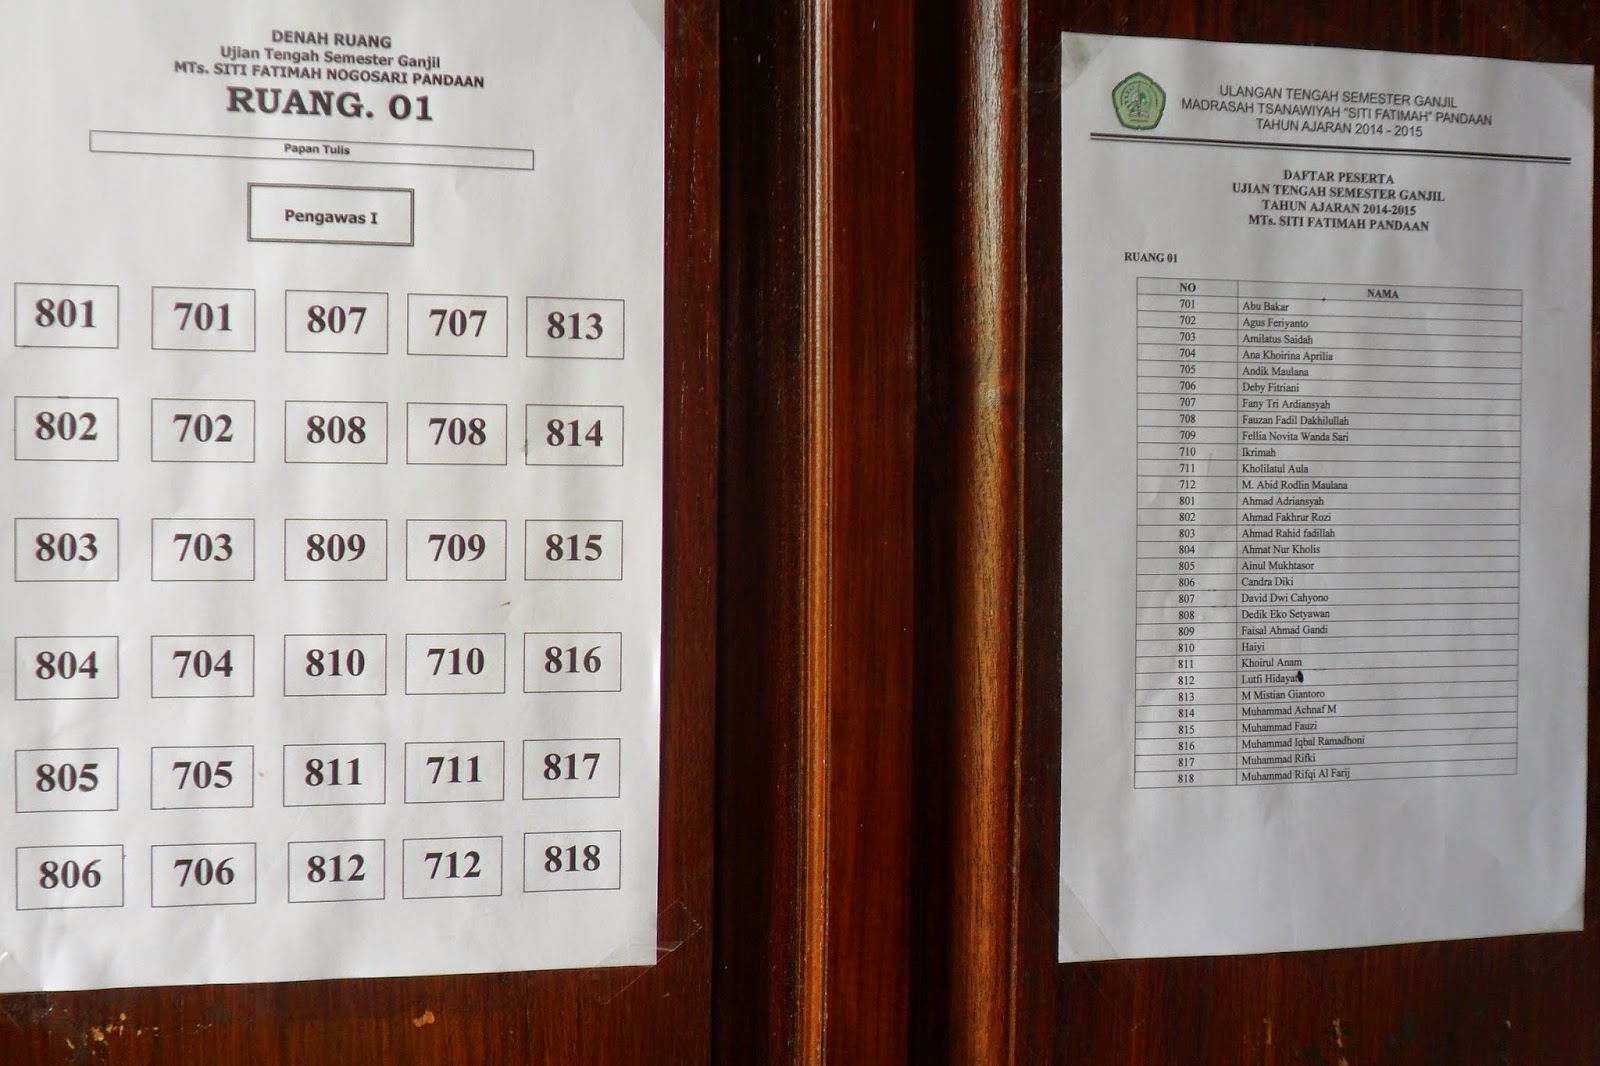 DENAH RUANG
Ujian Tengah Semester Ganjil
MTs. SITI FATIMAH NOGOSARI PANDAAN
RUANG. 01
Papan Tulis
Pengawas I
801 701 807 707 813
802 702 808 708 814
803 703 809 709 815
804 704 810 710 816
805 705 811 711 817
806 706 812 712 818
ULANGAN TENGAH SEMESTER GANJIL
MADRASAH TSANAWIYAH "SITI FATIMAH" PANDAAN
TAHUN AJARAN 2014 - 2015
DAFTAR PESERTA
UJIAN TENGAH SEMESTER GANJIL
TAHUN AJARAN 2014-2015
MTs. SITI FATIMAH PANDAAN
RUANG 01
NO NAMA
701 Abu Bakar
702 Agus Feriyanto
703 Amilatus Saidah
704 Ana Khoirina Aprilia
705 Andik Maulana
706 Deby Fitriani
707 Fany Tri Ardiansyah
708 Fauzan Fadil Dakhilullah
709 Fellia Novita Wanda Sari
710 Ikrimah
711 Kholilatul Aula
712 M. Abid Rodlin Maulana
801 Ahmad Adriansyah
802 Ahmad Fakhrur Rozi
803 Ahmad Rahid fadillah
804 Ahmat Nur Kholis
805 Ainul Mukhtasor
806 Candra Diki
807 David Dwi Cahyono
808 Dedik Eko Setyawan
809 Faisal Ahmad Gandi
810 Haiyi
811 Khoirul Anam
812 Lutfi
813 M Mistian Giantoro
814 Muhammad Achnaf M
815 Muhammad Fauzi
816 Muhammad Iqbal Ramadhoni
817 Muhammad Rifki
818 Muhammad Rifqi Al Farij